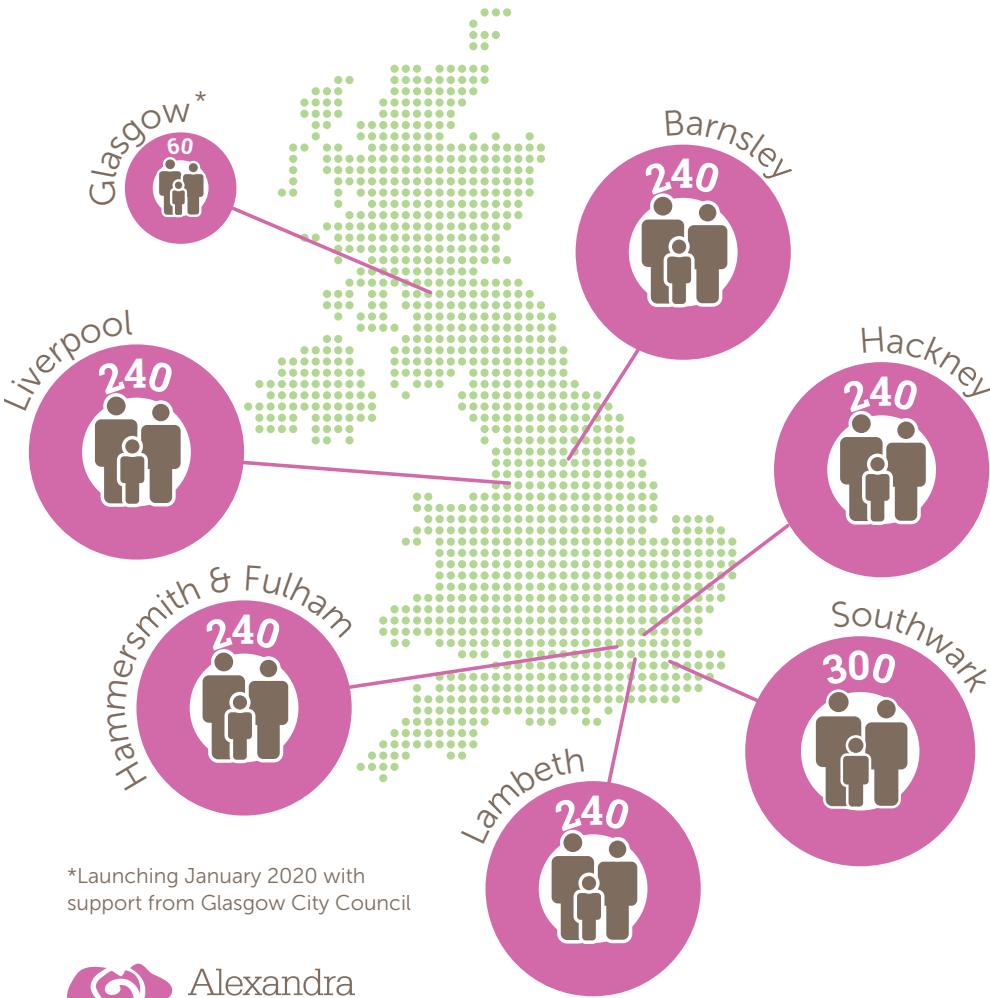 Glasgow*
60
Barnsley
240
Liverpool
240
Hackney
240
Hammersmith & Fulham
240
Southwark
300
Lambeth
240
*Launching January 2020 with
support from Glasgow City Council
Alexandra